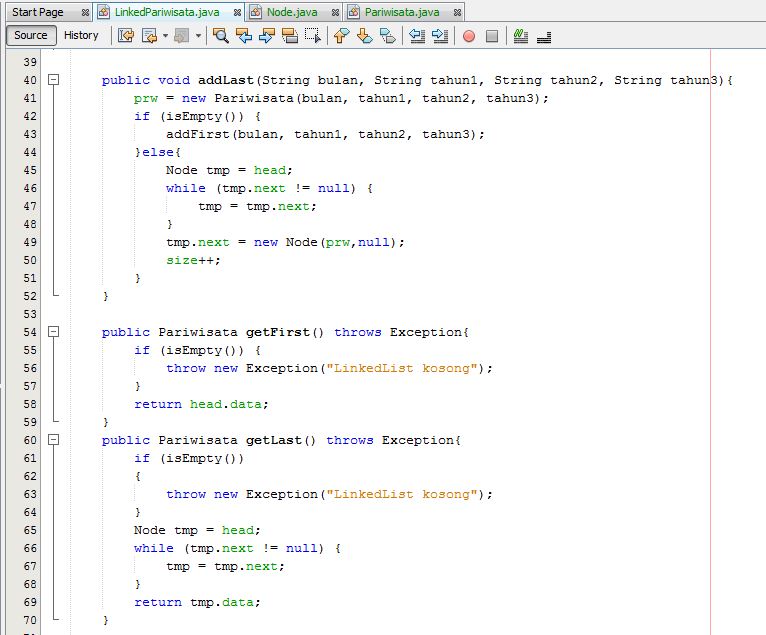 Start Page LinkedPariwisata.java Node.java Pariwisata.java
Source History
39
40 public void addLast(String bulan, String tahun1, String tahun2, String tahun3){
41 prw = new Pariwisata(bulan, tahun1, tahun2, tahun3);
42 if (isEmpty()) {
43 addFirst(bulan, tahun1, tahun2, tahun3);
44 }else{
45 Node tmp = head;
46 while (tmp.next != null) {
47 tmp = tmp.next;
48 }
49 tmp.next = new Node(prw,null);
50 size++;
51 }
52 }
53
54 public Pariwisata getFirst() throws Exception{
55 if (isEmpty()) {
56 throw new Exception("LinkedList kosong");
57 }
58 return head.data;
59 }
60 public Pariwisata getLast() throws Exception{
61 if (isEmpty())
62 {
63 throw new Exception("LinkedList kosong");
64 }
65 Node tmp = head;
66 while (tmp.next != null) {
67 tmp = tmp.next;
68 }
69 return tmp.data;
70 }